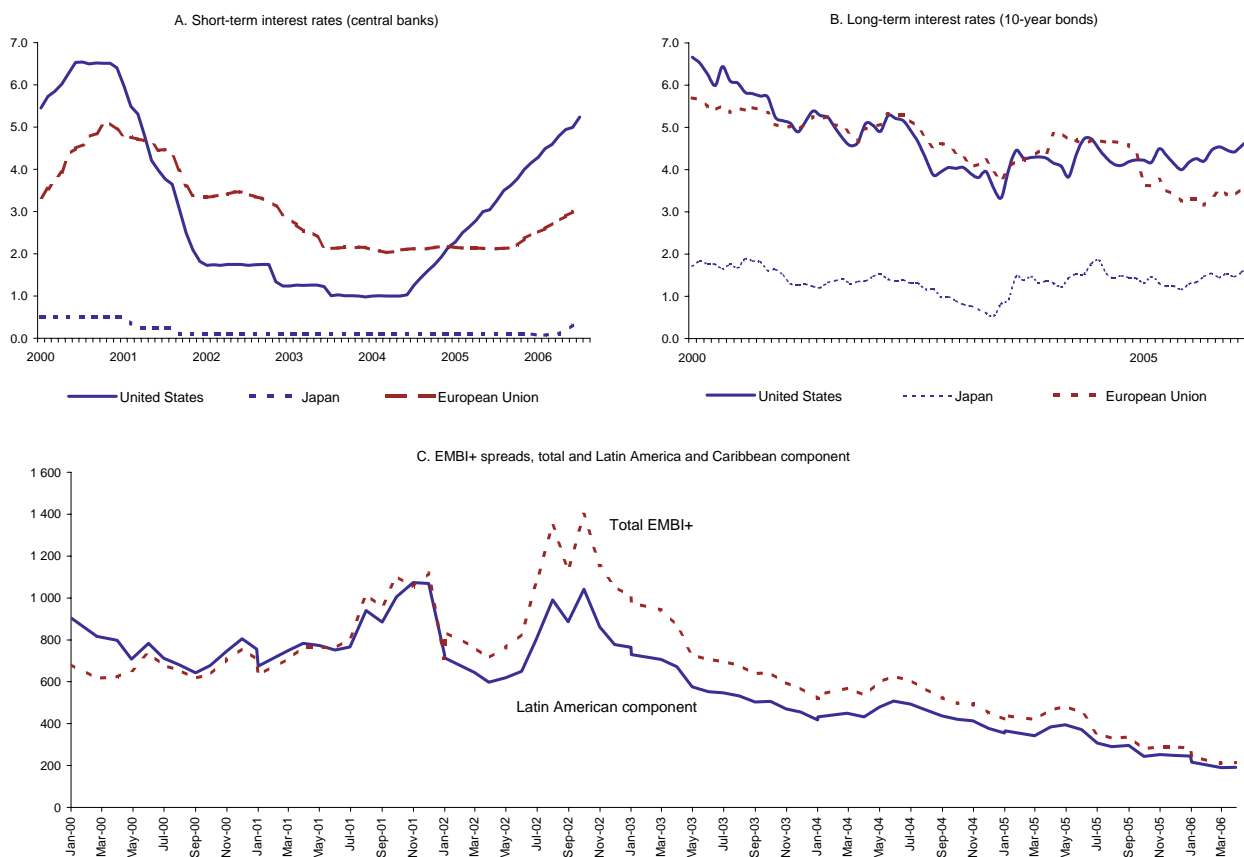 A. Short-term interest rates (central banks)
7.0
6.0
5.0
4.0
3.0
2.0
1.0
0.0
2000 2001 2002 2003 2004 2005 2006
United States Japan European Union
B. Long-term interest rates (10-year bonds)
7.0
6.0
5.0
4.0
3.0
2.0
1.0
0.0
2000 2005
United States Japan European Union
C. EMBI+ spreads, total and Latin America and Caribbean component
1 600
1 400
1 200
1 000
800
600
400
200
0
Total EMBI+
Latin American component
Jan-00
Mar-00
May-00
Jul-00
Sep-00
Nov-00
Jan-01
Mar-01
May-01
Jul-01
Sep-01
Nov-01
Jan-02
Mar-02
May-02
Jul-02
Sep-02
Nov-02
Jan-03
Mar-03
May-03
Jul-03
Sep-03
Nov-03
Jan-04
Mar-04
May-04
Jul-04
Sep-04
Nov-04
Jan-05
Mar-05
May-05
Jul-05
Sep-05
Nov-05
Jan-06
Mar-06